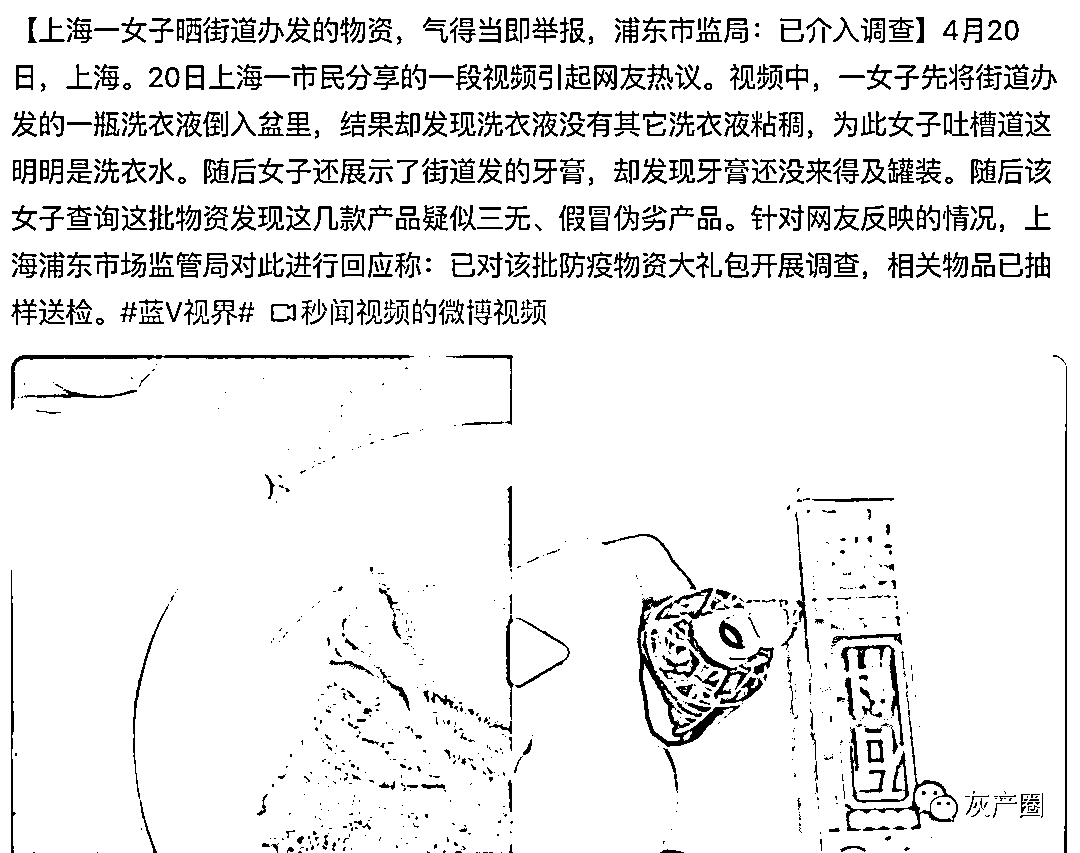 【上海一女子晒街道办发的物资，气得当即举报，浦东市监局：已介入调查】4月20
日，上海。20日上海一市民分享的一段视频引起网友热议。视频中，一女子先将街道办
发的一瓶洗衣液倒入盆里，结果却发现洗衣液没有其它洗衣液粘稠，为此女子吐槽道这
明明是洗衣水。随后女子还展示了街道发的牙膏，却发现牙膏还没来得及罐装。随后该
女子查询这批物资发现这几款产品疑似三无、假冒伪劣产品。针对网友反映的情况，上
海浦东市场监管局对此进行回应称：已对该批防疫物资大礼包开展调查，相关物品已抽
样送检。#蓝V视界# 秒闻视频的微博视频
灰产圈